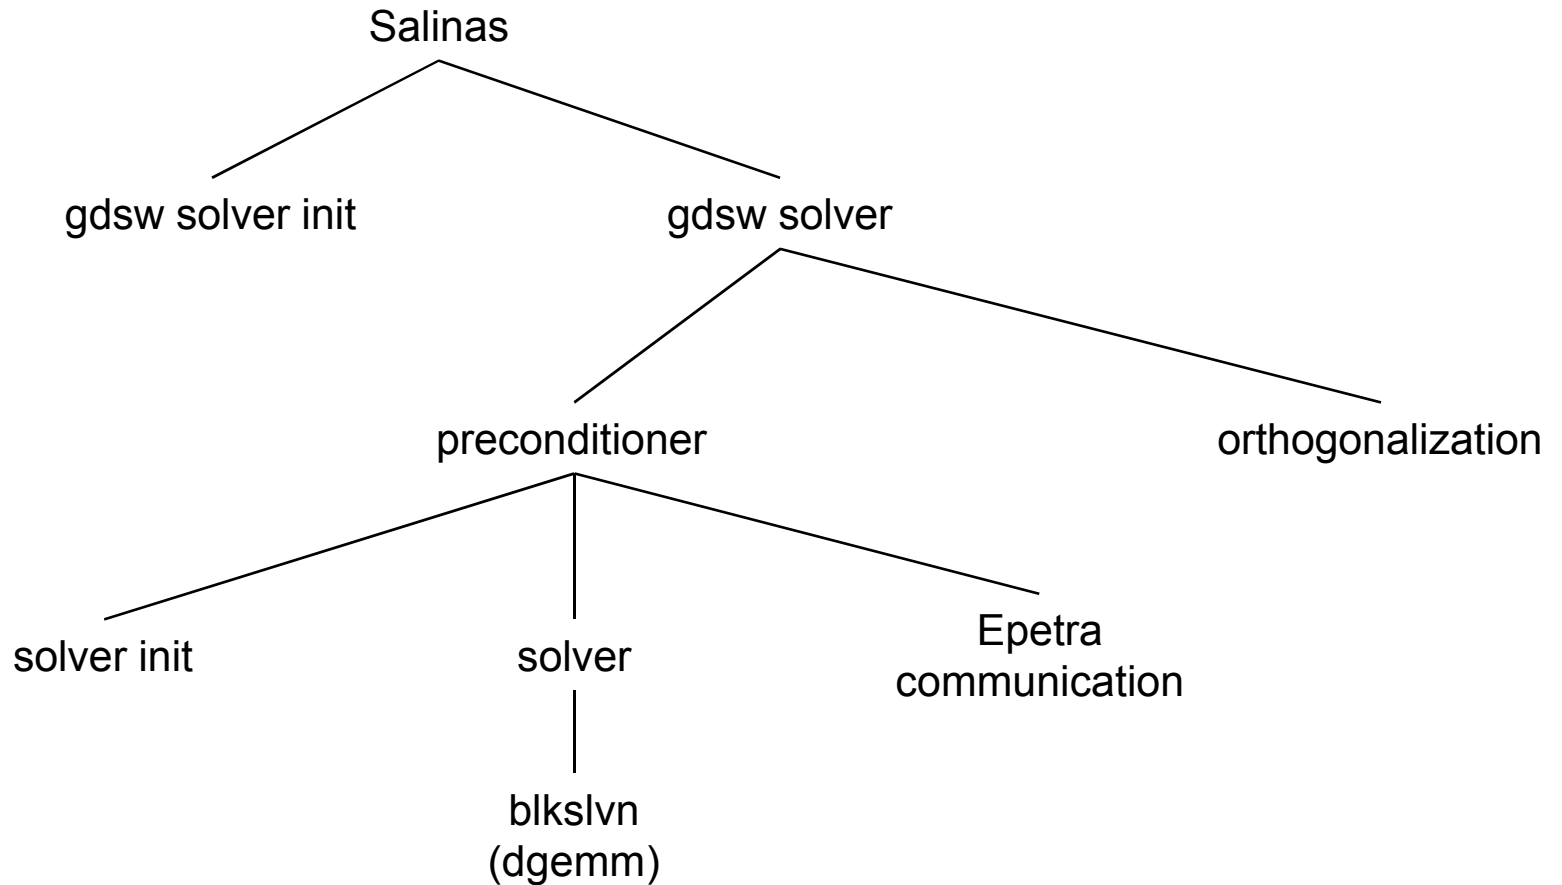 Salinas
gdsw solver init
gdsw solver
preconditioner
orthogonalization
solver init
solver
Epetra
communication
blkslvn
(dgemm)